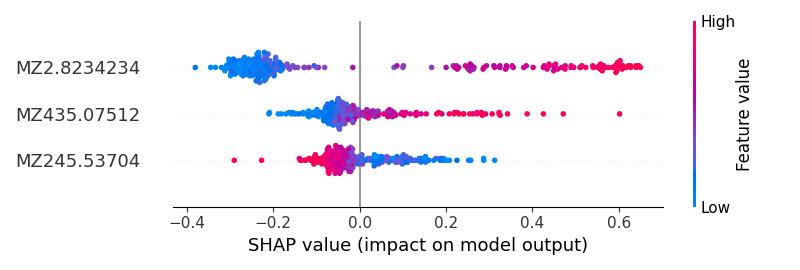 High
MZ2.8234234
MZ435.07512
MZ245.53704
Feature value
Low
−0.4 −0.2 0.0 0.2 0.4 0.6
SHAP value (impact on model output)